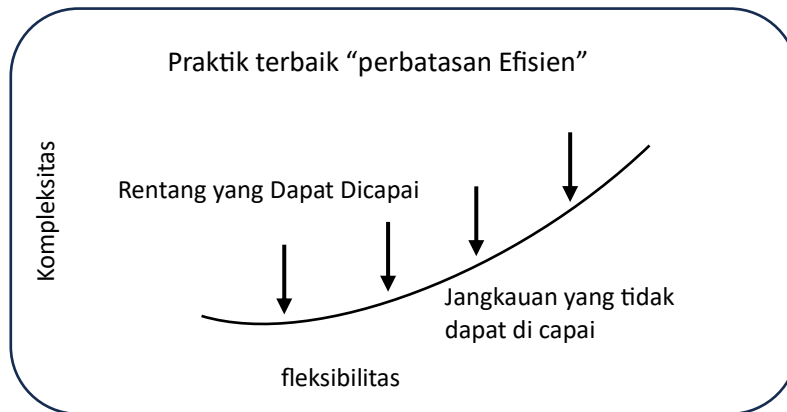 Praktik terbaik “perbatasan Efisien”
Kompleksitas
Rentang yang Dapat Dicapai
Jangkauan yang tidak
dapat di capai
fleksibilitas